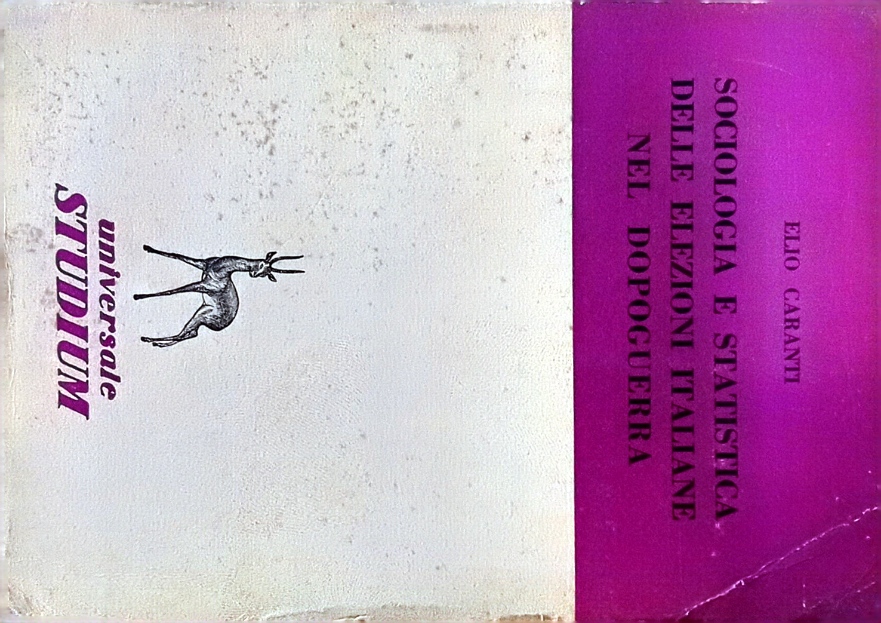 ELIO CARANTI
SOCIOLOGIA E STATISTICA
DELLE ELEZIONI ITALIANE
NEL DOPOGUERRA
universale
STUDIUM